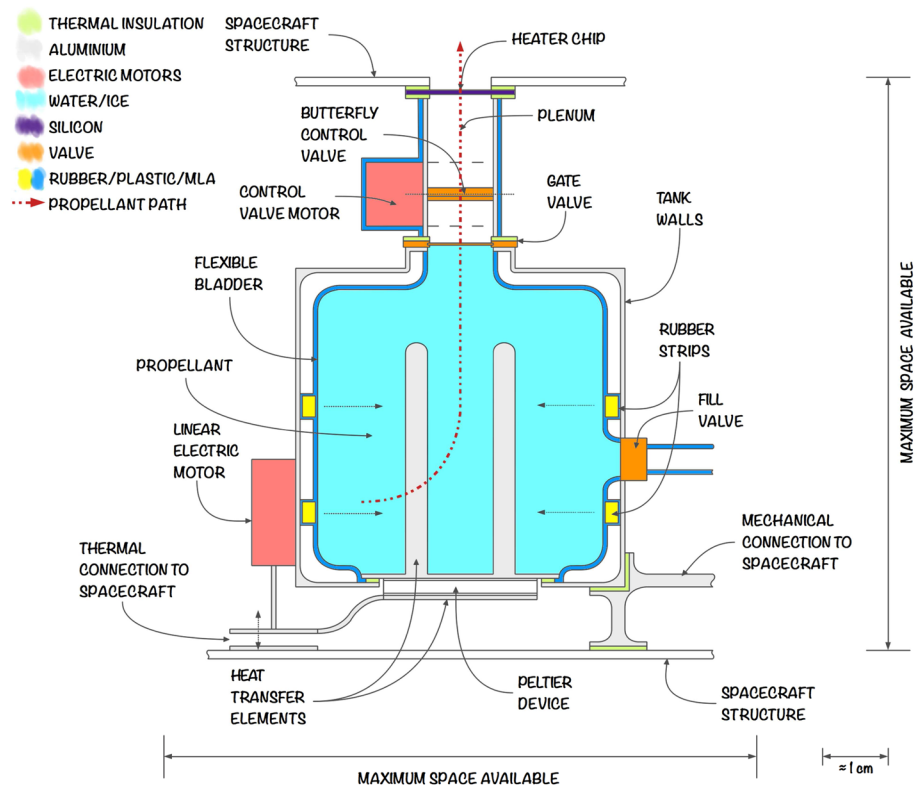 THERMAL INSULATION
ALUMINIUM
ELECTRIC MOTORS
WATER/ICE
SILICON
VALVE
RUBBER/PLASTIC/MLA
PROPELLANT PATH
SPACECRAFT
STRUCTURE
HEATER CHIP
BUTTERFLY
CONTROL
VALVE
PLENUM
CONTROL
VALVE MOTOR
GATE
VALVE
TANK
WALLS
FLEXIBLE
BLADDER
MAXIMUM SPACE AVAILABLE
RUBBER
STRIPS
PROPELLANT
FILL
VALVE
LINEAR
ELECTRIC
MOTOR
MECHANICAL
CONNECTION TO
SPACECRAFT
THERMAL
CONNECTION TO
SPACECRAFT
HEAT
TRANSFER
ELEMENTS
PELTIER
DEVICE
SPACECRAFT
STRUCTURE
MAXIMUM SPACE AVAILABLE
≈1 cm